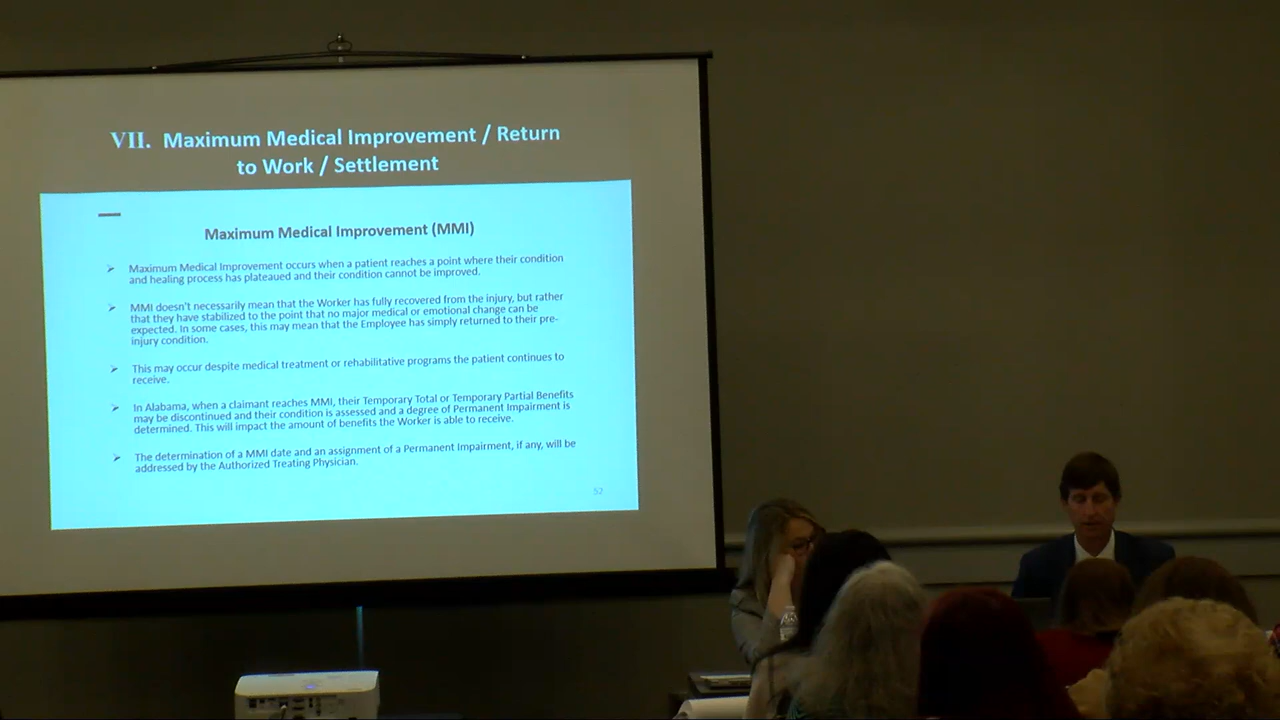 VII. Maximum Medical Improvement / Return
to Work / Settlement
Maximum Medical Improvement (MMI)
Maximum Medical Improvement occurs when a patient reaches a point where their condition
and healing process has plateaued and their condition cannot be improved.
MMI doesn't necessarily mean that the Worker has fully recovered from the injury, but rather
that they have stabilized to the point that no major medical or emotional change can be
expected. In some cases, this may mean that the Employee has simply returned to their pre-
injury condition.
This may occur despite medical treatment or rehabilitative programs the patient continues to
receive.
In Alabama, when a claimant reaches MMI, their Temporary Total or Temporary Partial Benefits
may be discontinued and their condition is assessed and a degree of Permanent Impairment is
determined. This will impact the amount of benefits the Worker is able to receive.
The determination of a MMI date and an assignment of a Permanent Impairment, if any, will be
addressed by the Authorized Treating Physician.